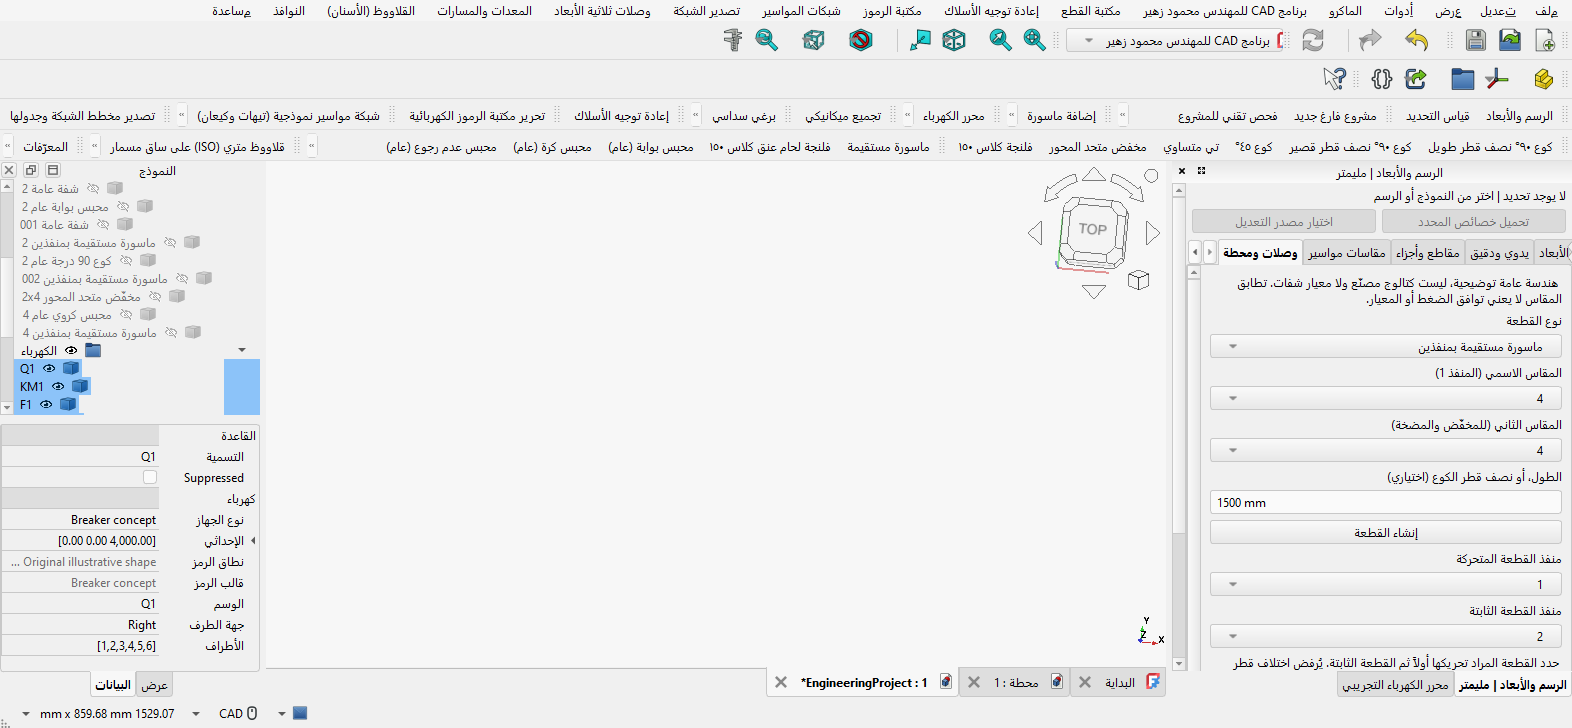 ملف تعديل عرض أدوات الماكرو برنامج CAD للمهندس محمود زهير مكتبة القطع إعادة توجيه الأسلاك مكتبة الرموز شبكات المواسير تصدير الشبكة وصلات ثلاثية الأبعاد المعدات والمسارات القلاووظ (الأسنان) النوافذ مساعدة
برنامج CAD للمهندس محمود زهير
الرسم والأبعاد قياس التحديد مشروع فارغ جديد فحص تقني للمشروع » إضافة ماسورة » محرر الكهرباء » تجميع ميكانيكي برغي سداسي » إعادة توجيه الأسلاك تحرير مكتبة الرموز الكهربائية شبكة مواسير نموذجية (تيهات وكيعان) » تصدير مخطط الشبكة وجدولها
كوع ٩٠° نصف قطر طويل كوع ٩٠° نصف قطر قصير كوع ٤٥° تي متساوي مخفض متحد المحور فلنجة كلاس ١٥٠ ماسورة مستقيمة فلنجة لحام عنق كلاس ١٥٠ محبس بوابة (عام) محبس كرة (عام) محبس عدم رجوع (عام) » قلاووظ متري (ISO) على ساق مسمار » المعرّفات »
النموذج
شفة عامة 2
محبس بوابة عام 2
شفة عامة 001
ماسورة مستقيمة بمنفذين 2
كوع 90 درجة عام 2
ماسورة مستقيمة بمنفذين 002
مخفّض متحد المحور 2x4
محبس كروي عام 4
ماسورة مستقيمة بمنفذين 4
الكهرباء
Q1
KM1
F1
القاعدة
التسمية Q1
Suppressed
كهرباء
نوع الجهاز Breaker concept
الإحداثي [0.00 0.00 4,000.00]
نطاق الرمز Original illustrative shape ...
قالب الرمز Breaker concept
الوسم Q1
جهة الطرف Right
الأطراف [1,2,3,4,5,6]
عرض البيانات
TOP
Y
Z
X
البداية
محطة : 1
EngineeringProject : 1*
الرسم والأبعاد | مليمتر
لا يوجد تحديد | اختر من النموذج أو الرسم
تحميل خصائص المحدد اختيار مصدر التعديل
الأبعاد يدوي ودقيق مقاطع وأجزاء مقاسات مواسير وصلات ومحطة
هندسة عامة توضيحية، ليست كتالوج مصنّع ولا معيار شفات. تطابق
المقاس لا يعني توافق الضغط أو المعيار.
نوع القطعة
ماسورة مستقيمة بمنفذين
المقاس الاسمي (المنفذ 1)
4
المقاس الثاني (للمخفّض والمضخة)
4
الطول، أو نصف قطر الكوع (اختياري)
1500 mm
إنشاء القطعة
منفذ القطعة المتحركة
1
منفذ القطعة الثابتة
2
حدد القطعة المراد تحريكها أولاً ثم القطعة الثابتة. يُرفض اختلاف قطر
الرسم والأبعاد | مليمتر محرر الكهرباء التجريبي
CAD
mm x 859.68 mm 1529.07